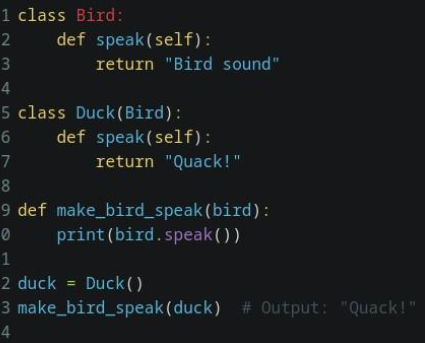 1 class Bird:
2     def speak(self):
3         return "Bird sound"
4
5 class Duck(Bird):
6     def speak(self):
7         return "Quack!"
8
9 def make_bird_speak(bird):
0     print(bird.speak())
1
2 duck = Duck()
3 make_bird_speak(duck)  # Output: "Quack!"
4